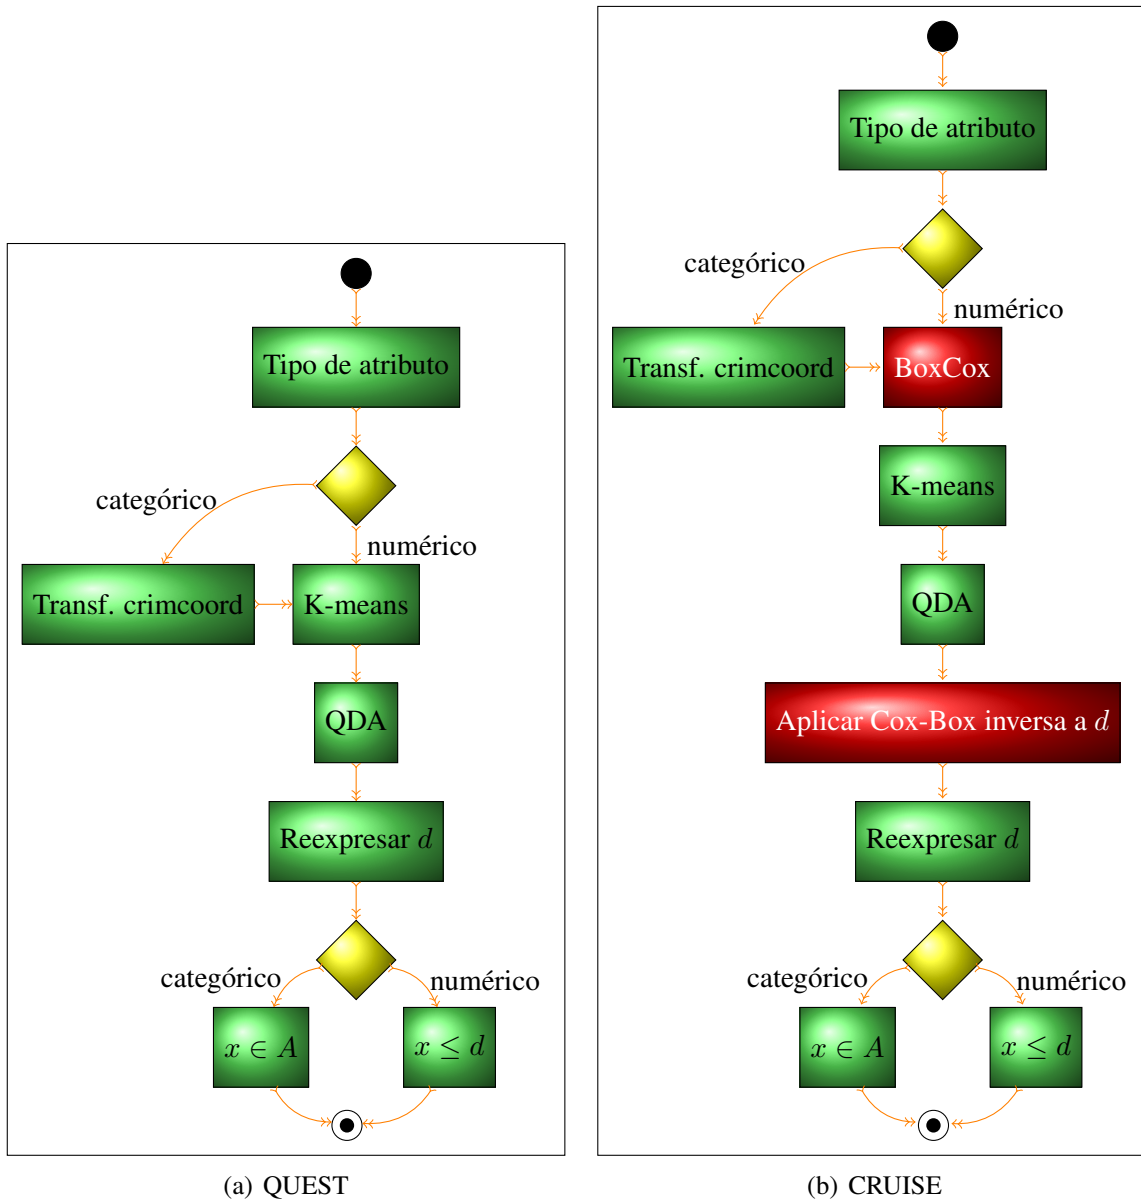 Tipo de atributo
categórico
numérico
Transf. crimcoord
K-means
QDA
Reexpresar d
categórico
numérico
x ∈ A
x ≤ d
(a) QUEST
Tipo de atributo
categórico
numérico
Transf. crimcoord
BoxCox
K-means
QDA
Aplicar Cox-Box inversa a d
Reexpresar d
categórico
numérico
x ∈ A
x ≤ d
(b) CRUISE